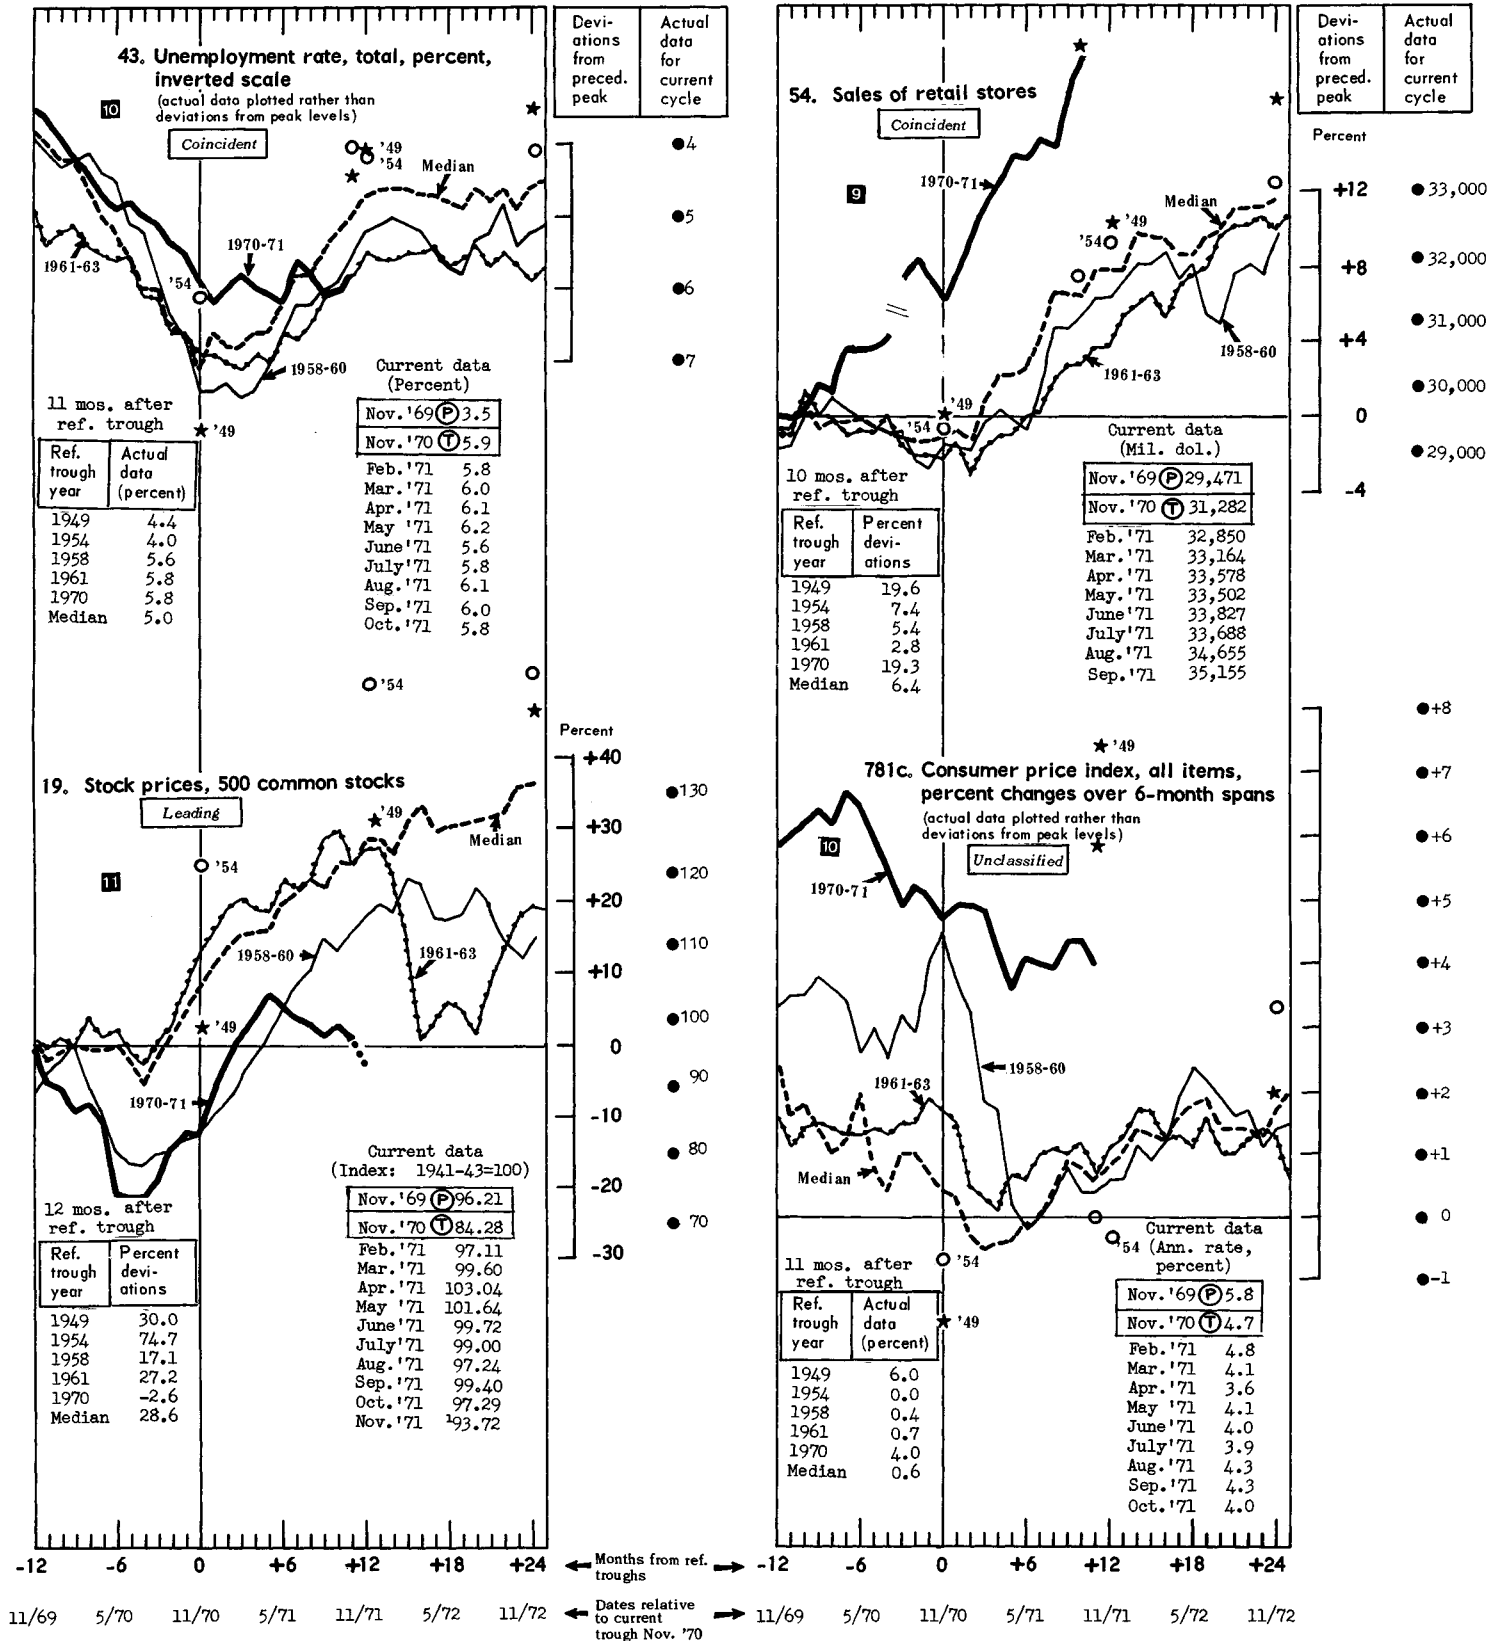 Devi-
ations
from
preced.
peak
Actual
data
for
current
cycle
43. Unemployment rate, total, percent,
inverted scale
(actual data plotted rather than
deviations from peak levels)
10
Coincident
'49
'54
Median
1970-71
1961-63
'54
1958-60
'49
4
5
6
7
11 mos. after
ref. trough
Ref.
trough
year
Actual
data
(percent)
1949 4.4
1954 4.0
1958 5.6
1961 5.8
1970 5.8
Median 5.0
Current data
(Percent)
Nov.'69 P 3.5
Nov.'70 T 5.9
Feb.'71 5.8
Mar.'71 6.0
Apr.'71 6.1
May '71 6.2
June'71 5.6
July'71 5.8
Aug.'71 6.1
Sep.'71 6.0
Oct.'71 5.8
'54
Percent
19. Stock prices, 500 common stocks
Leading
'49
Median
'54
11
1958-60
1961-63
'49
1970-71
+40
+30
+20
+10
0
-10
-20
-30
130
120
110
100
90
80
70
12 mos. after
ref. trough
Ref.
trough
year
Percent
devi-
ations
1949 30.0
1954 74.7
1958 17.1
1961 27.2
1970 -2.6
Median 28.6
Current data
(Index: 1941-43=100)
Nov.'69 P 96.21
Nov.'70 T 84.28
Feb.'71 97.11
Mar.'71 99.60
Apr.'71 103.04
May '71 101.64
June'71 99.72
July'71 99.00
Aug.'71 97.24
Sep.'71 99.40
Oct.'71 97.29
Nov.'71 ¹93.72
-12 -6 0 +6 +12 +18 +24
Months from ref.
troughs
11/69 5/70 11/70 5/71 11/71 5/72 11/72
Dates relative
to current
trough Nov. '70
Devi-
ations
from
preced.
peak
Actual
data
for
current
cycle
Percent
54. Sales of retail stores
Coincident
1970-71
9
Median
'49
'54
'49
'54
1958-60
1961-63
+12
+8
+4
0
-4
33,000
32,000
31,000
30,000
29,000
10 mos. after
ref. trough
Ref.
trough
year
Percent
devi-
ations
1949 19.6
1954 7.4
1958 5.4
1961 2.8
1970 19.3
Median 6.4
Current data
(Mil. dol.)
Nov.'69 P 29,471
Nov.'70 T 31,282
Feb.'71 32,850
Mar.'71 33,164
Apr.'71 33,578
May.'71 33,502
June'71 33,827
July'71 33,688
Aug.'71 34,655
Sep.'71 35,155
'49
781c. Consumer price index, all items,
percent changes over 6-month spans
(actual data plotted rather than
deviations from peak levels)
10
Unclassified
1970-71
1958-60
1961-63
Median
'54
'54
'49
+8
+7
+6
+5
+4
+3
+2
+1
0
-1
11 mos. after
ref. trough
Ref.
trough
year
Actual
data
(percent)
1949 6.0
1954 0.0
1958 0.4
1961 0.7
1970 4.0
Median 0.6
Current data
(Ann. rate,
percent)
Nov.'69 P 5.8
Nov.'70 T 4.7
Feb.'71 4.8
Mar.'71 4.1
Apr.'71 3.6
May '71 4.1
June'71 4.0
July'71 3.9
Aug.'71 4.3
Sep.'71 4.3
Oct.'71 4.0
-12 -6 0 +6 +12 +18 +24
11/69 5/70 11/70 5/71 11/71 5/72 11/72